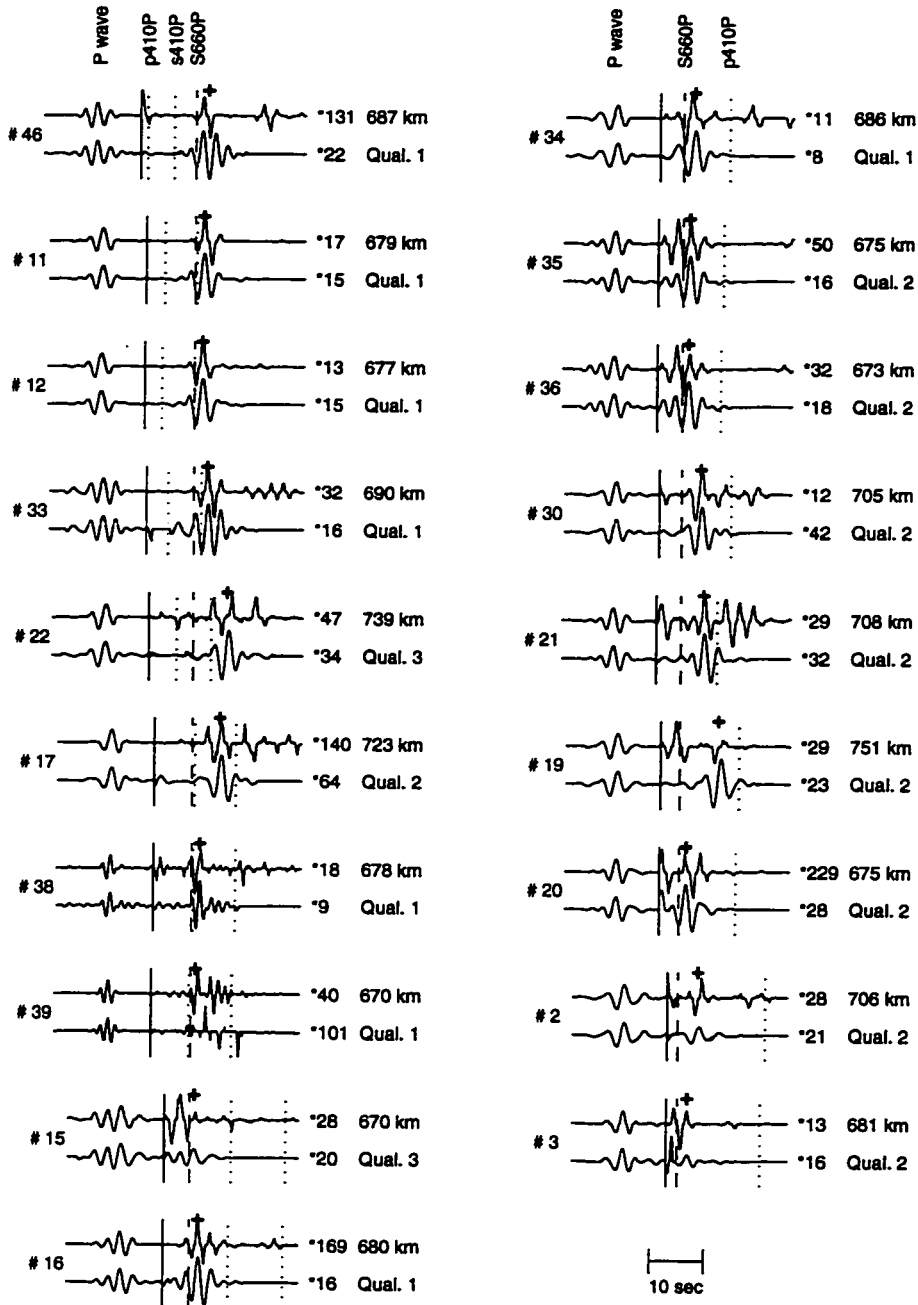 P wave p410P s410P S660P
# 46
*131 687 km
*22 Qual. 1
# 11
*17 679 km
*15 Qual. 1
# 12
*13 677 km
*15 Qual. 1
# 33
*32 690 km
*16 Qual. 1
# 22
*47 739 km
*34 Qual. 3
# 17
*140 723 km
*64 Qual. 2
# 38
*18 678 km
*9 Qual. 1
# 39
*40 670 km
*101 Qual. 1
# 15
*28 670 km
*20 Qual. 3
# 16
*169 680 km
*16 Qual. 1
P wave S660P p410P
# 34
*11 686 km
*8 Qual. 1
# 35
*50 675 km
*16 Qual. 2
# 36
*32 673 km
*18 Qual. 2
# 30
*12 705 km
*42 Qual. 2
# 21
*29 708 km
*32 Qual. 2
# 19
*29 751 km
*23 Qual. 2
# 20
*229 675 km
*28 Qual. 2
# 2
*28 706 km
*21 Qual. 2
# 3
*13 681 km
*16 Qual. 2
10 sec